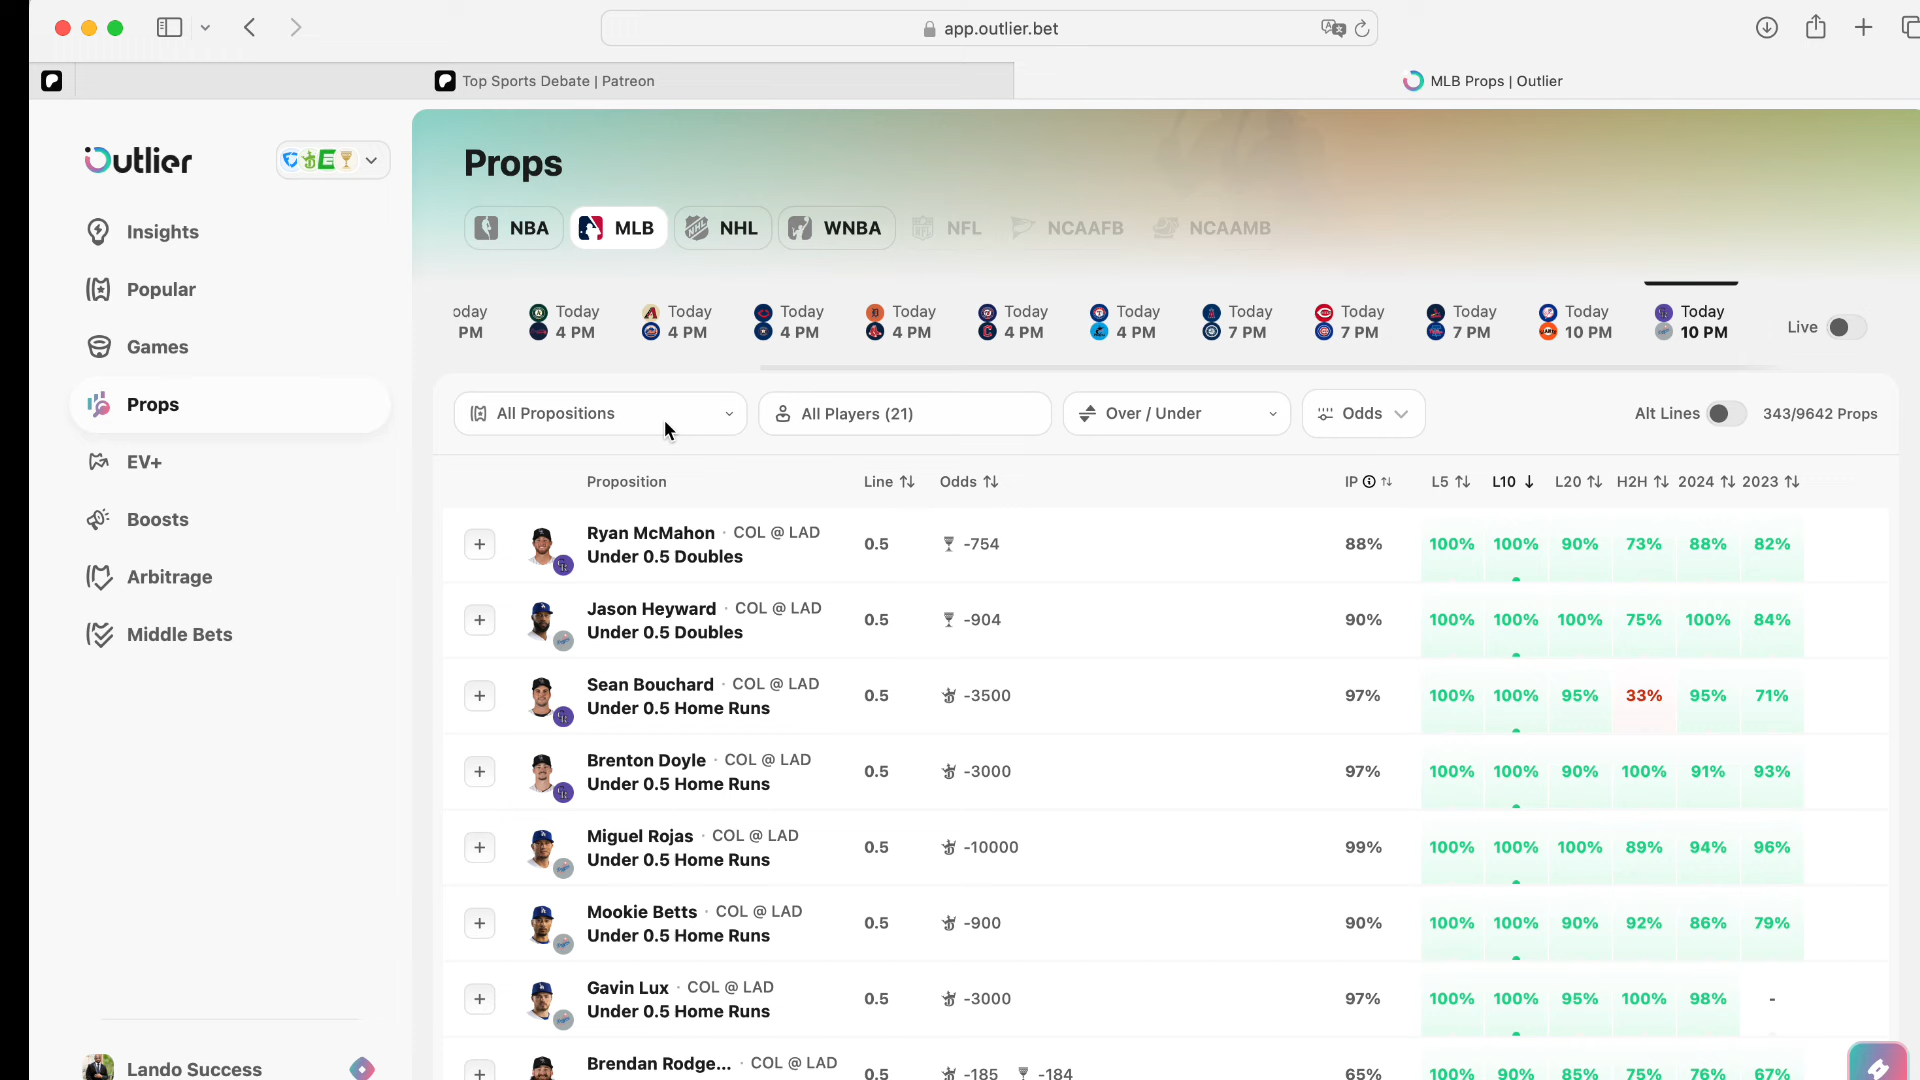 app.outlier.bet
Top Sports Debate | Patreon
MLB Props | Outlier
Outlier
Props
NBA
MLB
NHL
WNBA
NFL
NCAAFB
NCAAMB
Insights
Popular
Games
Props
EV+
Boosts
Arbitrage
Middle Bets
Lando Success
oday Today Today Today Today Today Today Today Today Today Today Today
PM 4 PM 4 PM 4 PM 4 PM 4 PM 4 PM 7 PM 7 PM 7 PM 10 PM 10 PM
Live
All Propositions All Players (21) Over / Under Odds Alt Lines 343/9642 Props
Proposition Line Odds IP L5 L10 L20 H2H 2024 2023
Ryan McMahon · COL @ LAD
Under 0.5 Doubles
0.5 -754 88% 100% 100% 90% 73% 88% 82%
Jason Heyward · COL @ LAD
Under 0.5 Doubles
0.5 -904 90% 100% 100% 100% 75% 100% 84%
Sean Bouchard · COL @ LAD
Under 0.5 Home Runs
0.5 -3500 97% 100% 100% 95% 33% 95% 71%
Brenton Doyle · COL @ LAD
Under 0.5 Home Runs
0.5 -3000 97% 100% 100% 90% 100% 91% 93%
Miguel Rojas · COL @ LAD
Under 0.5 Home Runs
0.5 -10000 99% 100% 100% 100% 89% 94% 96%
Mookie Betts · COL @ LAD
Under 0.5 Home Runs
0.5 -900 90% 100% 100% 90% 92% 86% 79%
Gavin Lux · COL @ LAD
Under 0.5 Home Runs
0.5 -3000 97% 100% 100% 95% 100% 98% -
Brendan Rodge... · COL @ LAD
0.5 -185 -184 65% 100% 90% 85% 75% 76% 67%